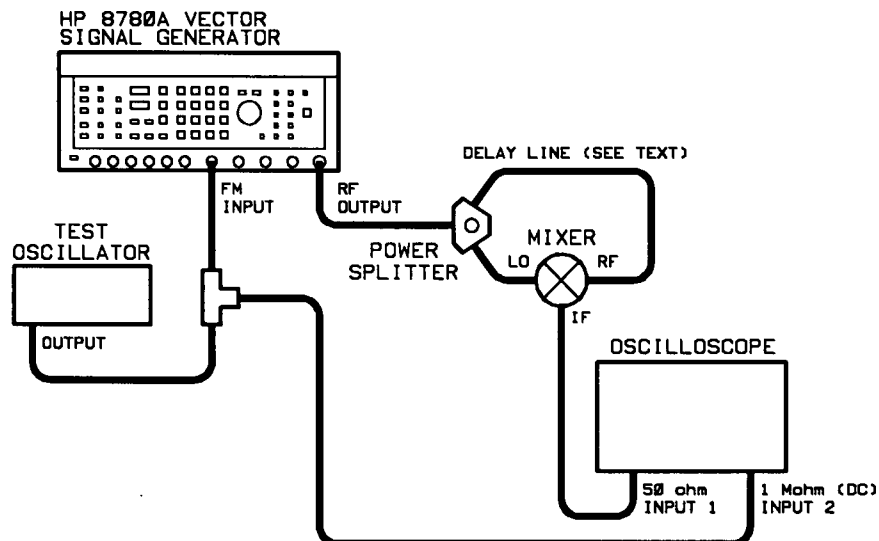 HP 8780A VECTOR
SIGNAL GENERATOR
DELAY LINE (SEE TEXT)
FM
INPUT
RF
OUTPUT
TEST
OSCILLATOR
POWER
SPLITTER
MIXER
LO
RF
IF
OUTPUT
OSCILLOSCOPE
50 ohm
INPUT 1
1 Mohm (DC)
INPUT 2